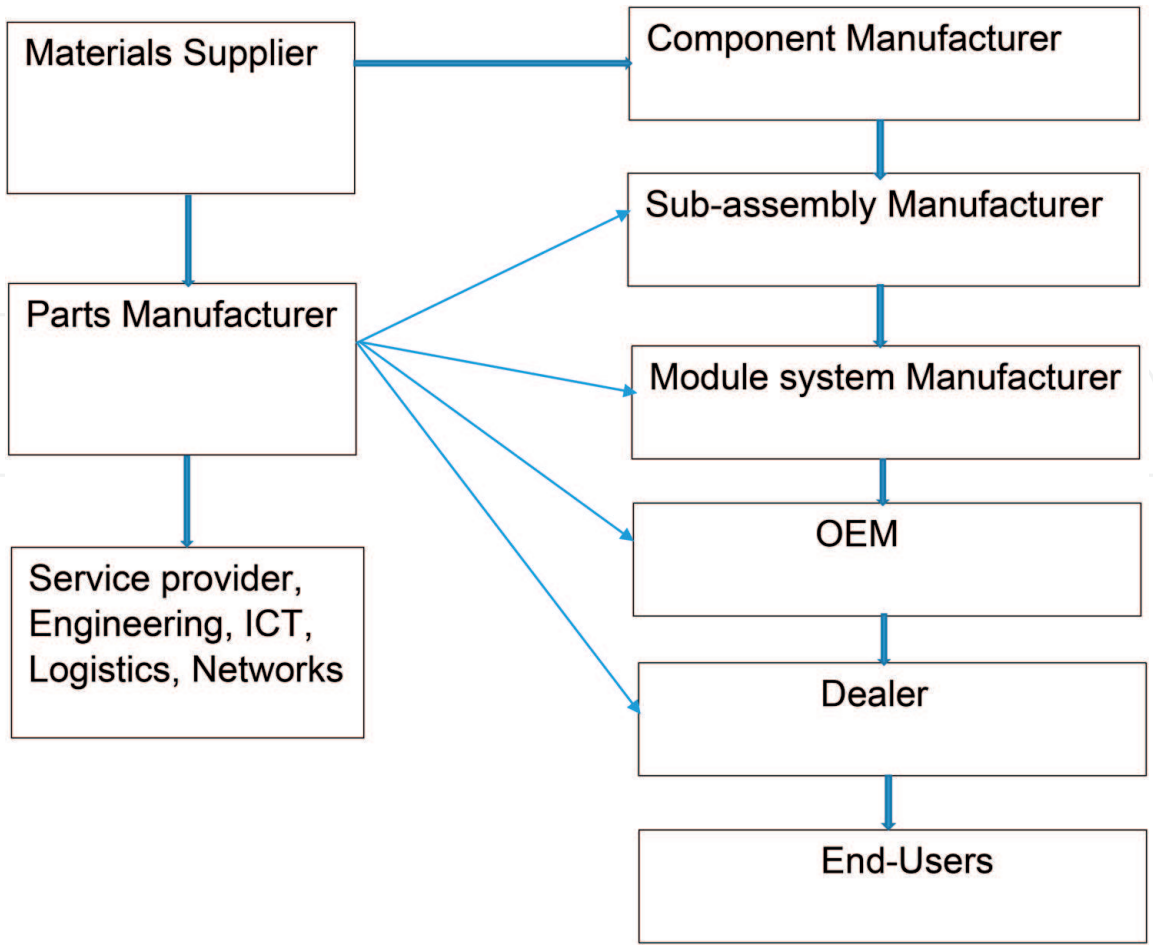 Materials Supplier
Component Manufacturer
Sub-assembly Manufacturer
Parts Manufacturer
Module system Manufacturer
OEM
Service provider,
Engineering, ICT,
Logistics, Networks
Dealer
End-Users